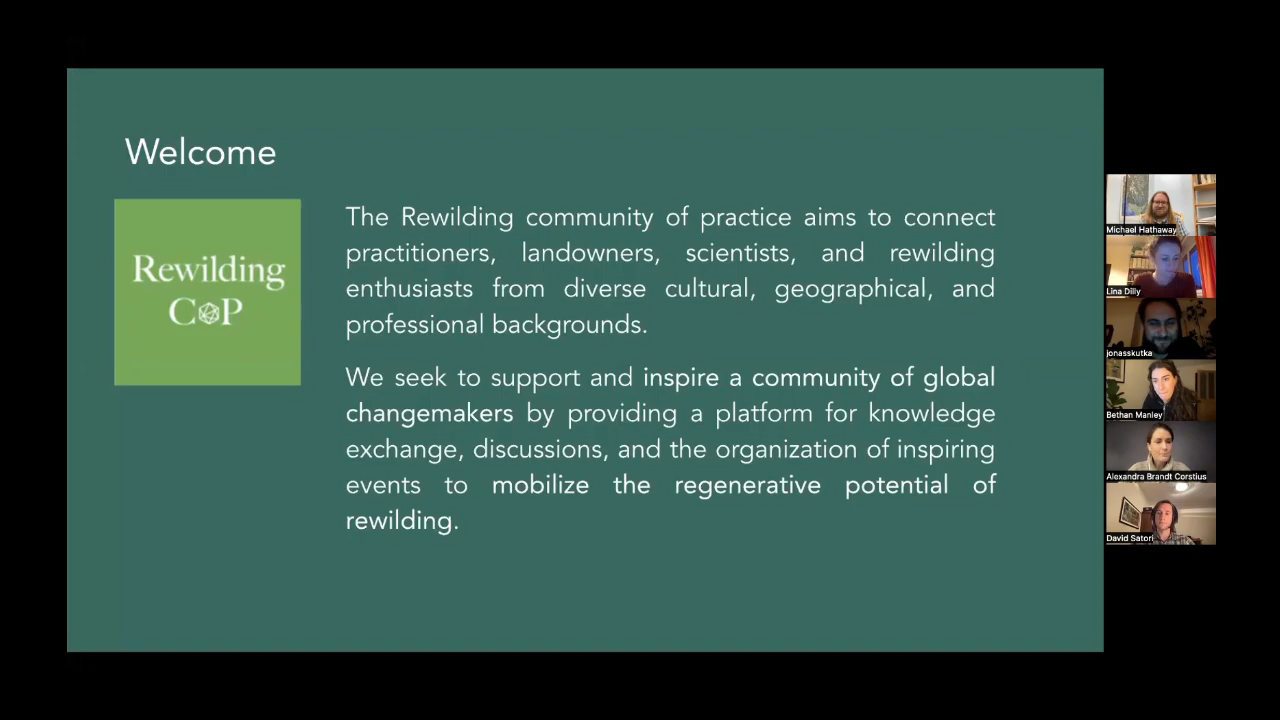 Welcome
Rewilding
CoP
The Rewilding community of practice aims to connect
practitioners, landowners, scientists, and rewilding
enthusiasts from diverse cultural, geographical, and
professional backgrounds.
We seek to support and inspire a community of global
changemakers by providing a platform for knowledge
exchange, discussions, and the organization of inspiring
events to mobilize the regenerative potential of
rewilding.
Michael Hathaway
Lina Dilly
jonasskutka
Bethan Manley
Alexandra Brandt Corstius
David Satori